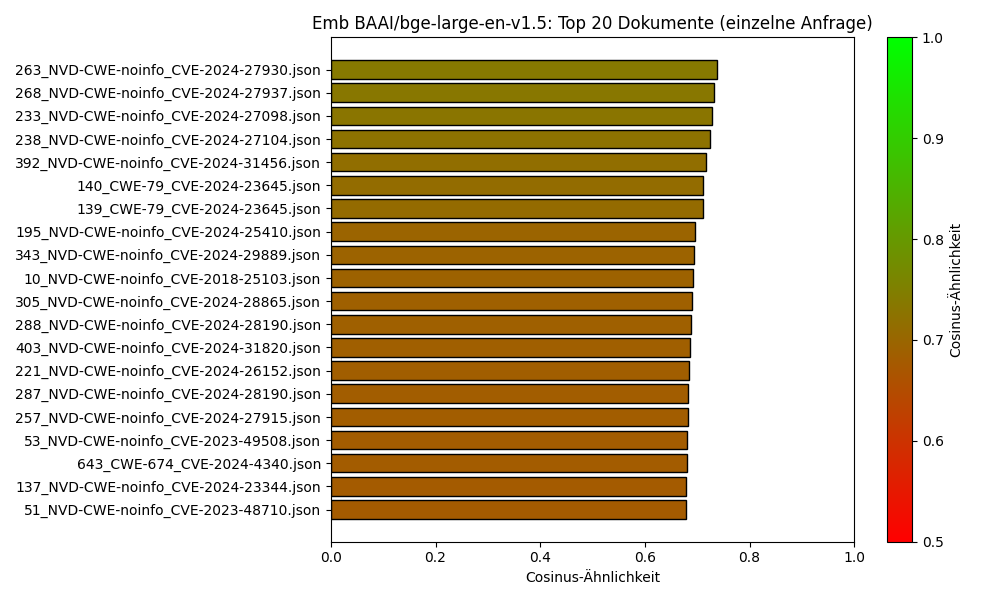 Emb BAAI/bge-large-en-v1.5: Top 20 Dokumente (einzelne Anfrage)
263_NVD-CWE-noinfo_CVE-2024-27930.json
268_NVD-CWE-noinfo_CVE-2024-27937.json
233_NVD-CWE-noinfo_CVE-2024-27098.json
238_NVD-CWE-noinfo_CVE-2024-27104.json
392_NVD-CWE-noinfo_CVE-2024-31456.json
140_CWE-79_CVE-2024-23645.json
139_CWE-79_CVE-2024-23645.json
195_NVD-CWE-noinfo_CVE-2024-25410.json
343_NVD-CWE-noinfo_CVE-2024-29889.json
10_NVD-CWE-noinfo_CVE-2018-25103.json
305_NVD-CWE-noinfo_CVE-2024-28865.json
288_NVD-CWE-noinfo_CVE-2024-28190.json
403_NVD-CWE-noinfo_CVE-2024-31820.json
221_NVD-CWE-noinfo_CVE-2024-26152.json
287_NVD-CWE-noinfo_CVE-2024-28190.json
257_NVD-CWE-noinfo_CVE-2024-27915.json
53_NVD-CWE-noinfo_CVE-2023-49508.json
643_CWE-674_CVE-2024-4340.json
137_NVD-CWE-noinfo_CVE-2024-23344.json
51_NVD-CWE-noinfo_CVE-2023-48710.json
0.0 0.2 0.4 0.6 0.8 1.0
Cosinus-Ähnlichkeit
1.0
0.9
0.8
0.7
0.6
0.5
Cosinus-Ähnlichkeit